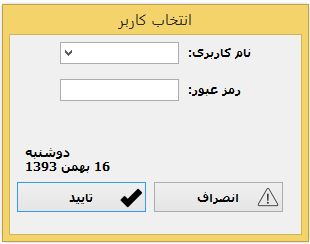 انتخاب کاربر
نام کاربری:
رمز عبور:
دوشنبه
16 بهمن 1393
انصراف
تایید